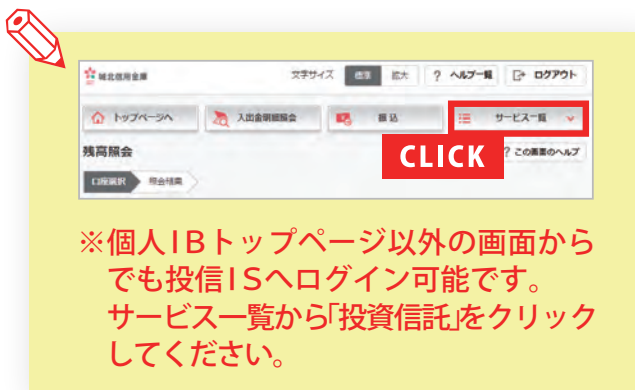 城北信用金庫
文字サイズ 標準 拡大 ? ヘルプ一覧 ログアウト
トップページへ 入出金明細照会 振込 サービス一覧
残高照会
CLICK
? この画面のヘルプ
口座選択 照会結果
※個人IBトップページ以外の画面から
でも投信ISへログイン可能です。
サービス一覧から「投資信託」をクリック
してください。